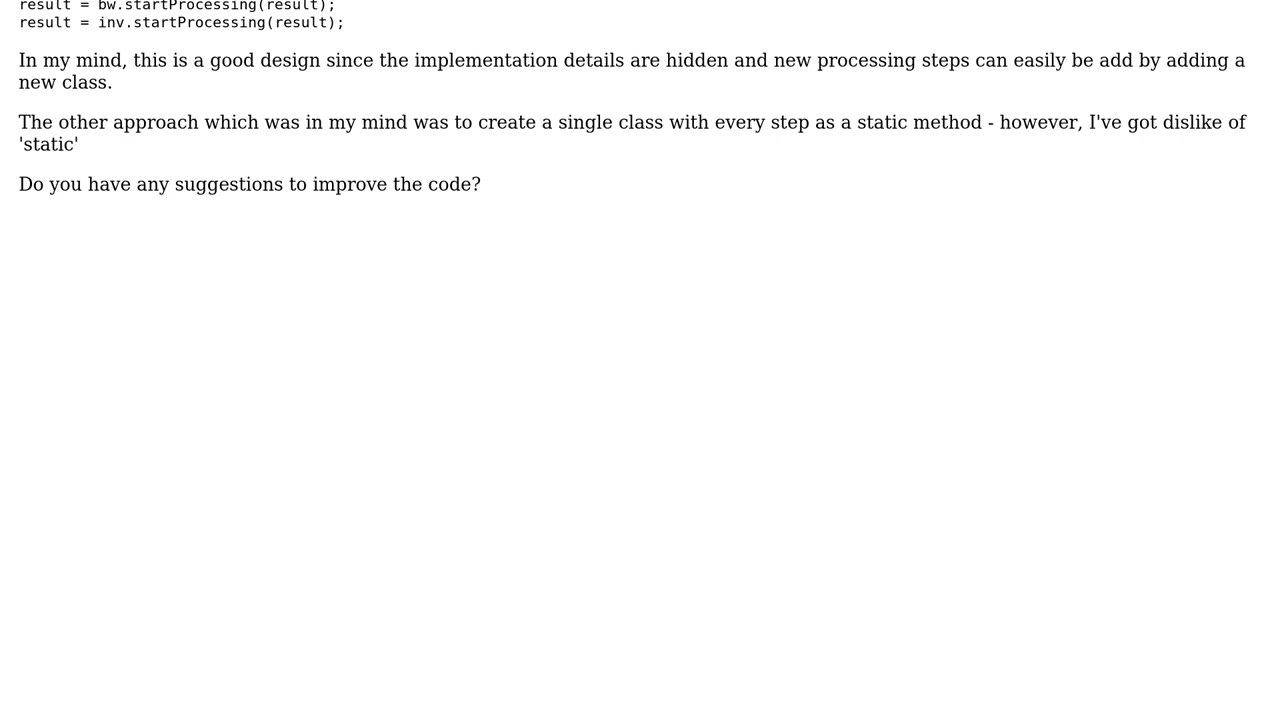 result = bw.startProcessing(result);
result = inv.startProcessing(result);
In my mind, this is a good design since the implementation details are hidden and new processing steps can easily be add by adding a
new class.
The other approach which was in my mind was to create a single class with every step as a static method - however, I've got dislike of
'static'
Do you have any suggestions to improve the code?